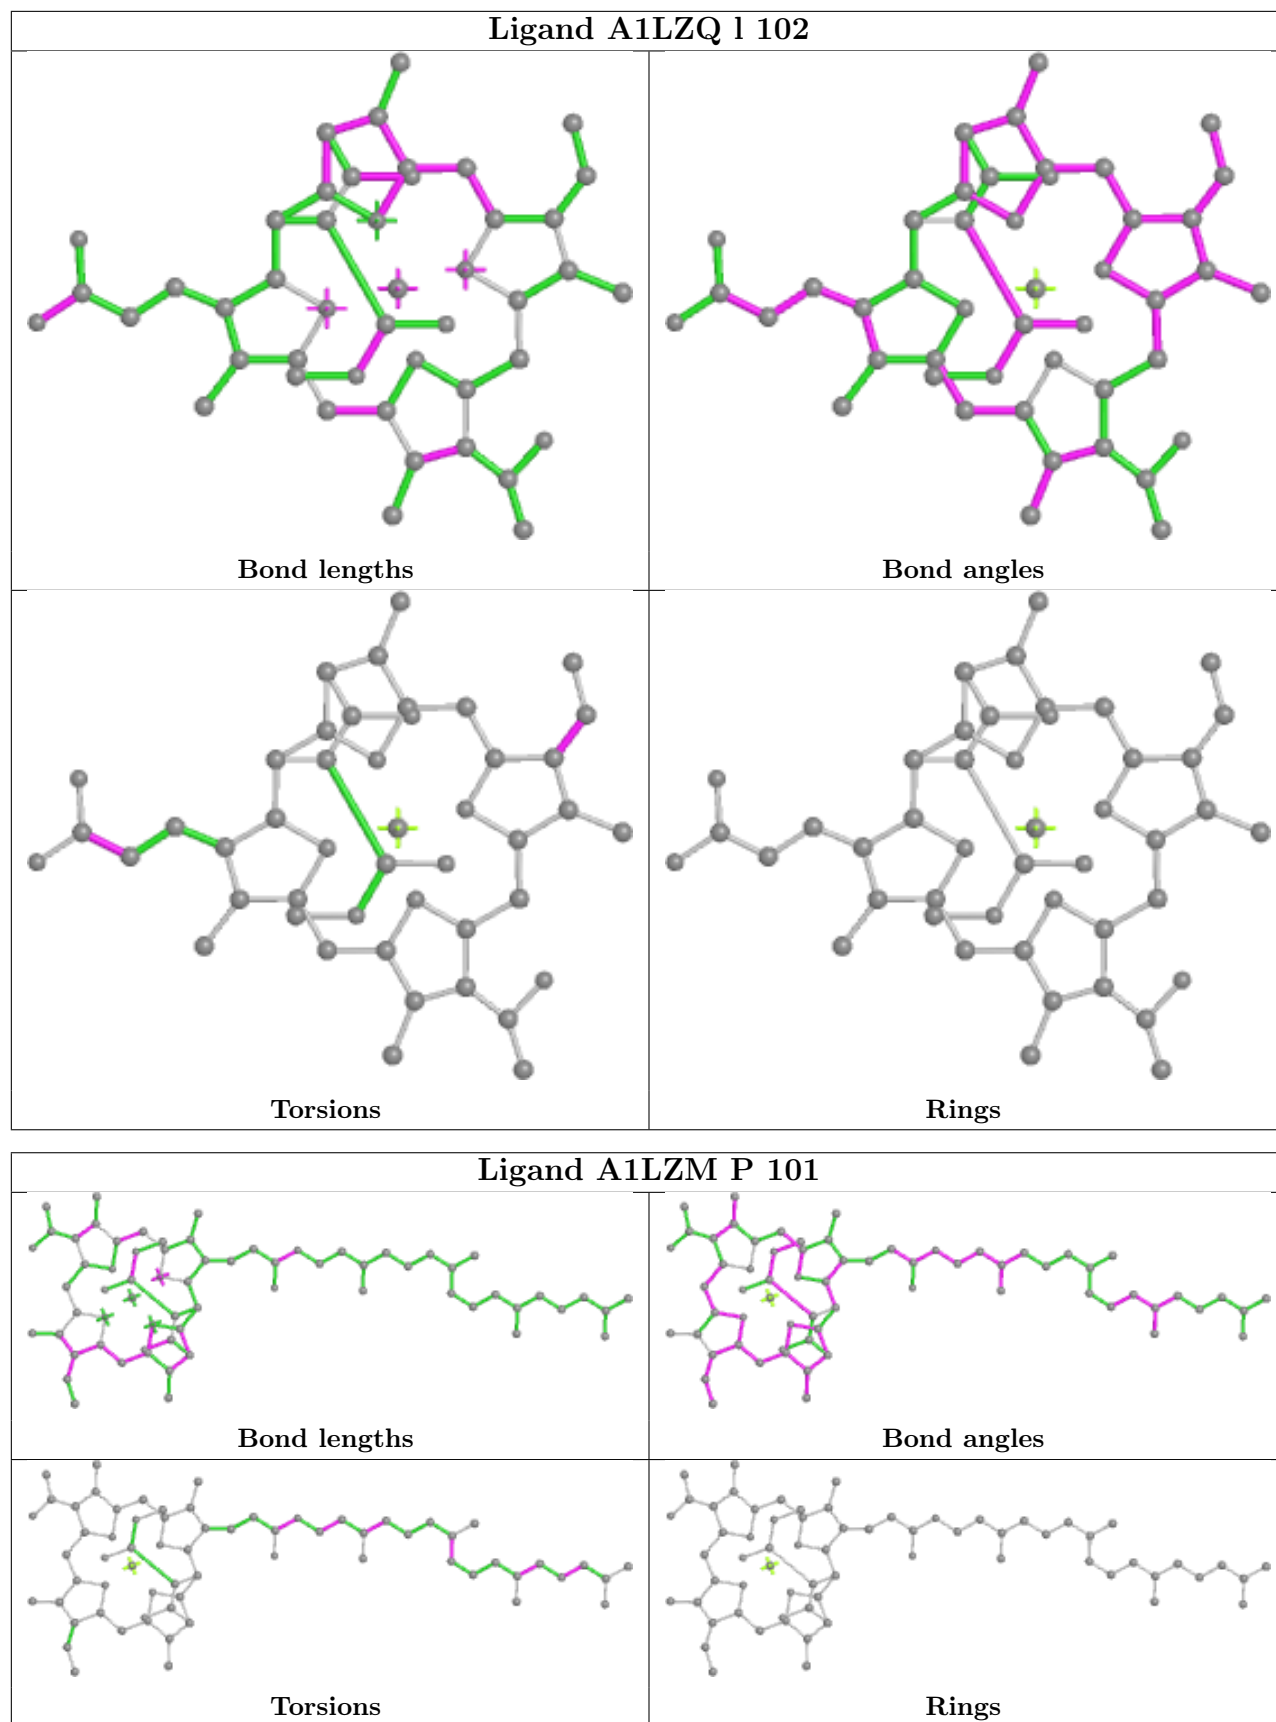 Ligand A1LZQ l 102
Bond lengths
Bond angles
Torsions
Rings
Ligand A1LZM P 101
Bond lengths
Bond angles
Torsions
Rings